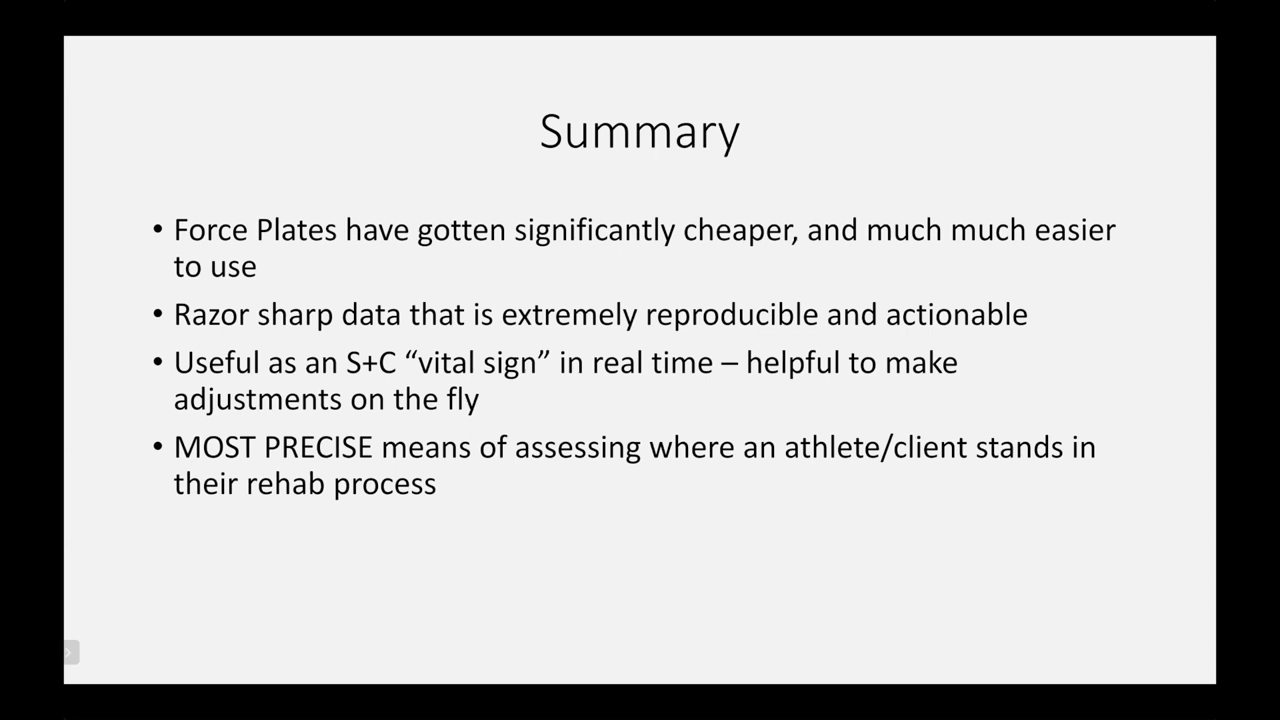 Summary
• Force Plates have gotten significantly cheaper, and much much easier
to use
• Razor sharp data that is extremely reproducible and actionable
• Useful as an S+C “vital sign” in real time – helpful to make
adjustments on the fly
• MOST PRECISE means of assessing where an athlete/client stands in
their rehab process